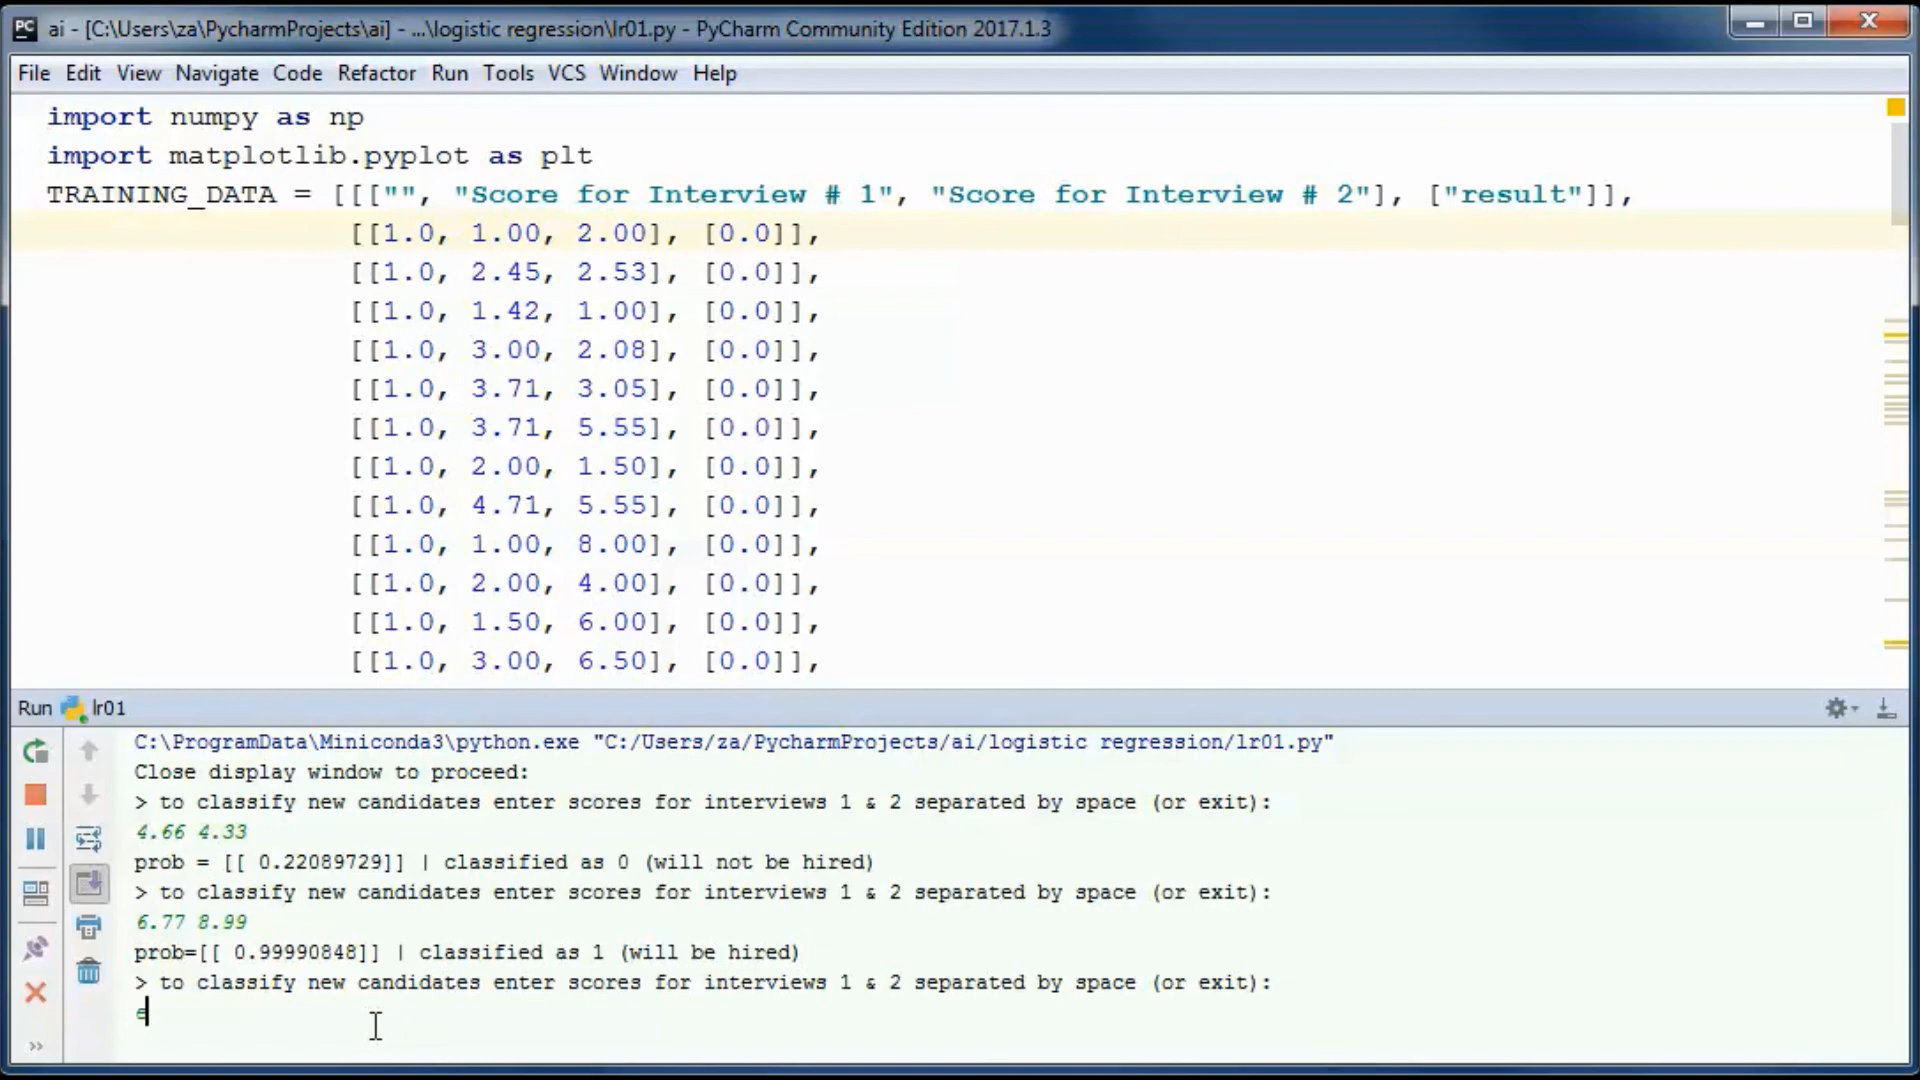 PC ai - [C:\Users\za\PycharmProjects\ai] - ...\logistic regression\lr01.py - PyCharm Community Edition 2017.1.3
File Edit View Navigate Code Refactor Run Tools VCS Window Help
import numpy as np
import matplotlib.pyplot as plt
TRAINING_DATA = [[["", "Score for Interview # 1", "Score for Interview # 2"], ["result"]],
[[1.0, 1.00, 2.00], [0.0]],
[[1.0, 2.45, 2.53], [0.0]],
[[1.0, 1.42, 1.00], [0.0]],
[[1.0, 3.00, 2.08], [0.0]],
[[1.0, 3.71, 3.05], [0.0]],
[[1.0, 3.71, 5.55], [0.0]],
[[1.0, 2.00, 1.50], [0.0]],
[[1.0, 4.71, 5.55], [0.0]],
[[1.0, 1.00, 8.00], [0.0]],
[[1.0, 2.00, 4.00], [0.0]],
[[1.0, 1.50, 6.00], [0.0]],
[[1.0, 3.00, 6.50], [0.0]],
Run lr01
C:\ProgramData\Miniconda3\python.exe "C:/Users/za/PycharmProjects/ai/logistic regression/lr01.py"
Close display window to proceed:
> to classify new candidates enter scores for interviews 1 & 2 separated by space (or exit):
4.66 4.33
prob = [[ 0.22089729]] | classified as 0 (will not be hired)
> to classify new candidates enter scores for interviews 1 & 2 separated by space (or exit):
6.77 8.99
prob=[[ 0.99990848]] | classified as 1 (will be hired)
> to classify new candidates enter scores for interviews 1 & 2 separated by space (or exit):
e